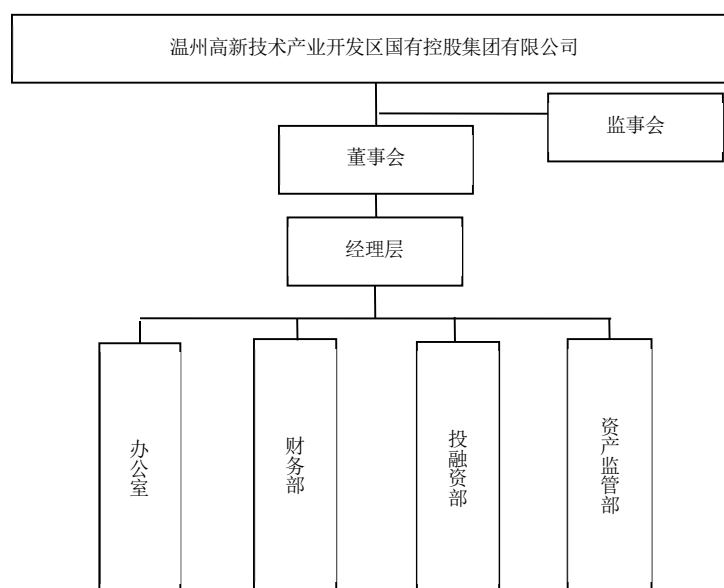 温州高新技术产业开发区国有控股集团有限公司
监事会
董事会
经理层
办公室
财务部
投融资部
资产监管部